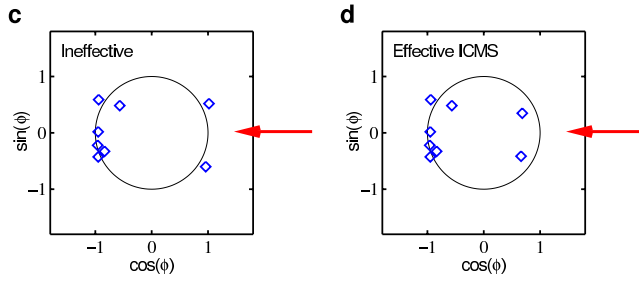 c
Ineffective
1
0
−1
sin(ϕ)
−1 0 1
cos(ϕ)
d
Effective ICMS
1
0
−1
sin(ϕ)
−1 0 1
cos(ϕ)